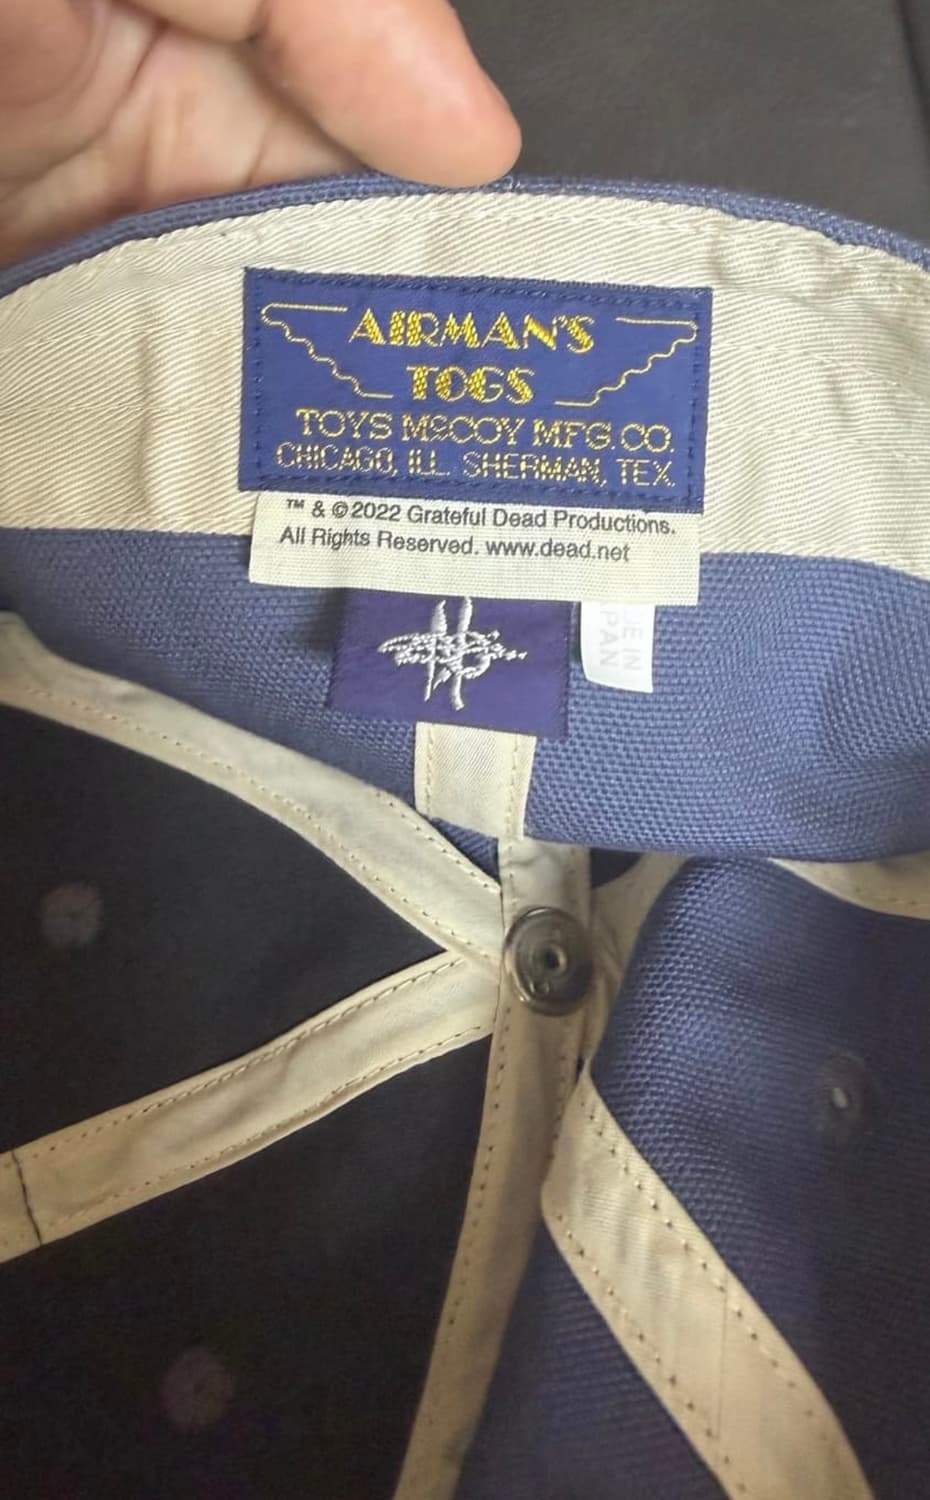 AIRMAN'S
TOGS
TOYS McCOY MFG. CO.
CHICAGO, ILL. SHERMAN, TEX.
™ & © 2022 Grateful Dead Productions.
All Rights Reserved. www.dead.net